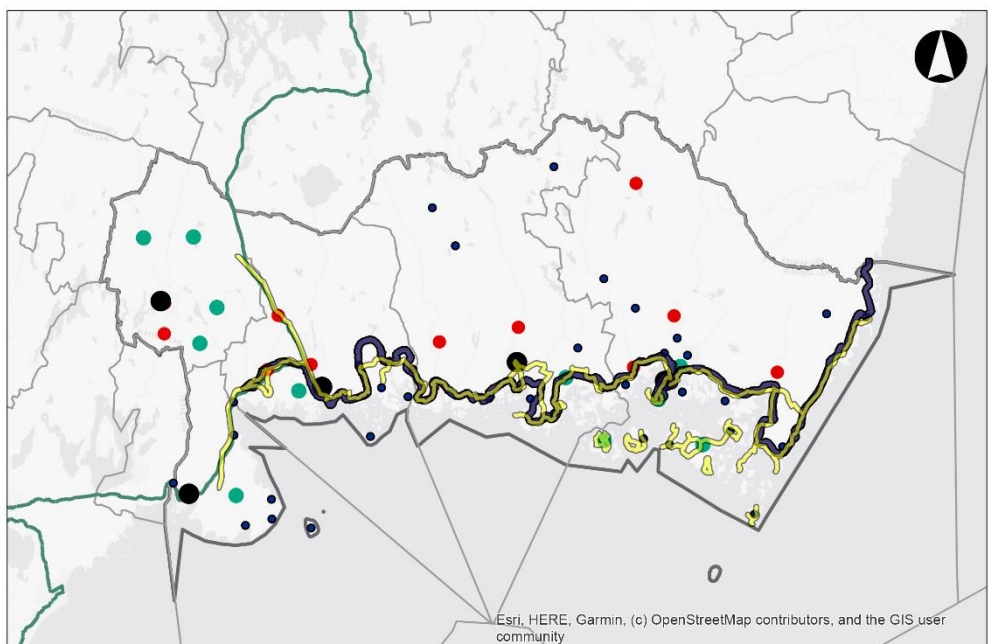 Esri, HERE, Garmin, (c) OpenStreetMap contributors, and the GIS user
community